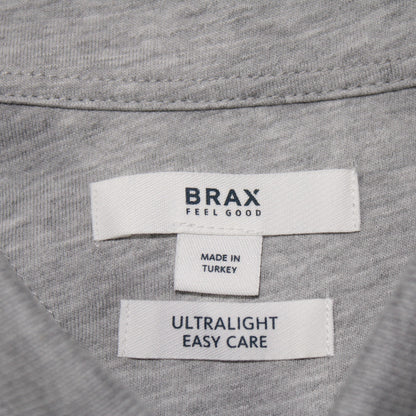 BRAX
FEEL GOOD
MADE IN
TURKEY
ULTRALIGHT
EASY CARE